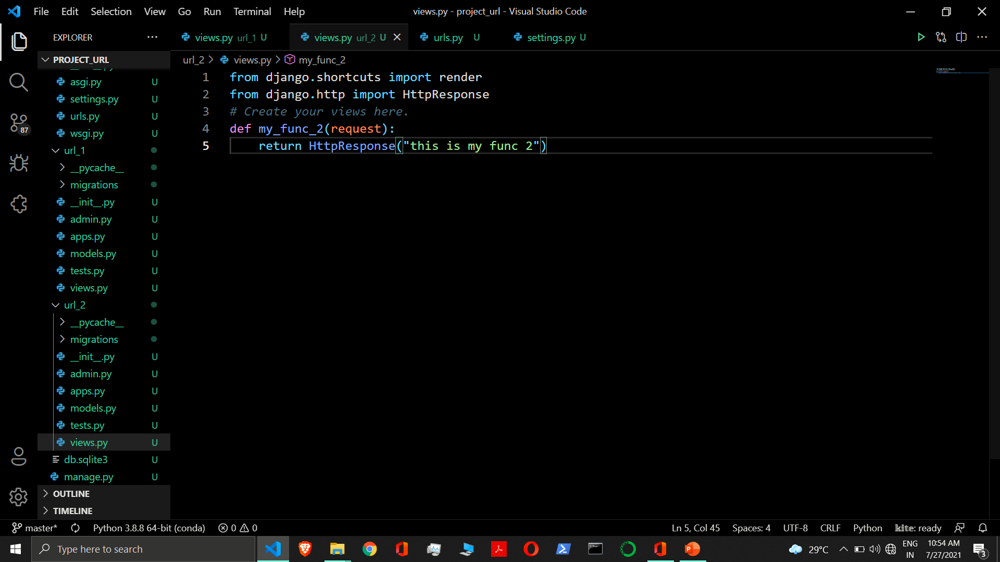 File Edit Selection View Go Run Terminal Help
views.py - project_url - Visual Studio Code
EXPLORER
views.py url_1 U
views.py url_2 U
urls.py U
settings.py U
PROJECT_URL
url_2 > views.py > my_func_2
asgi.py U
settings.py U
urls.py U
wsgi.py U
url_1
__pycache__
migrations
__init__.py U
admin.py U
apps.py U
models.py U
tests.py U
views.py U
url_2
__pycache__
migrations
__init__.py U
admin.py U
apps.py U
models.py U
tests.py U
views.py U
db.sqlite3 U
manage.py U
OUTLINE
TIMELINE
87
1 from django.shortcuts import render
2 from django.http import HttpResponse
3 # Create your views here.
4 def my_func_2(request):
5     return HttpResponse("this is my func 2")
master* Python 3.8.8 64-bit (conda) 0 0
Ln 5, Col 45 Spaces: 4 UTF-8 CRLF Python kite: ready
Type here to search
29°C
ENG
IN
10:54 AM
7/27/2021
3